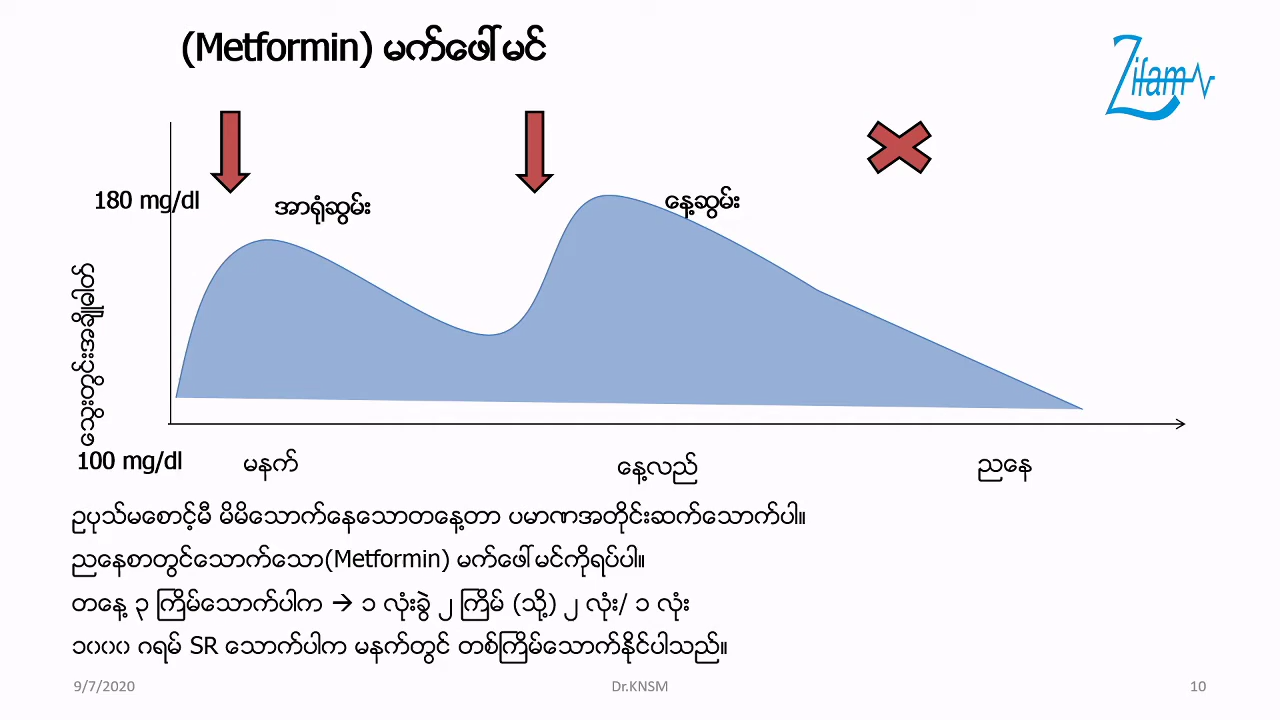 (Metformin) မက်ဖေါ်မင်
Zifam
180 mg/dl
အာရုံဆွမ်း
နေ့ဆွမ်း
သွေးတွင်းအချိုဓါတ်
100 mg/dl
မနက်
နေ့လည်
ညနေ
ဥပုသ်မစောင့်မီ မိမိသောက်နေသောတနေ့တာ ပမာဏအတိုင်းဆက်သောက်ပါ။
ညနေစာတွင်သောက်သော(Metformin) မက်ဖေါ်မင်ကိုရပ်ပါ။
တနေ့ ၃ ကြိမ်သောက်ပါက → ၁ လုံးခွဲ ၂ ကြိမ် (သို့) ၂ လုံး/ ၁ လုံး
၁၀၀၀ ဂရမ် SR သောက်ပါက မနက်တွင် တစ်ကြိမ်သောက်နိုင်ပါသည်။
9/7/2020
Dr.KNSM
10